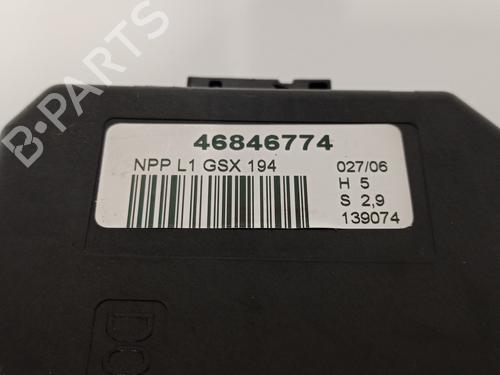 B-PARTS
46846774
NPP L1 GSX 194
027/06
H 5
S 2,9
139074